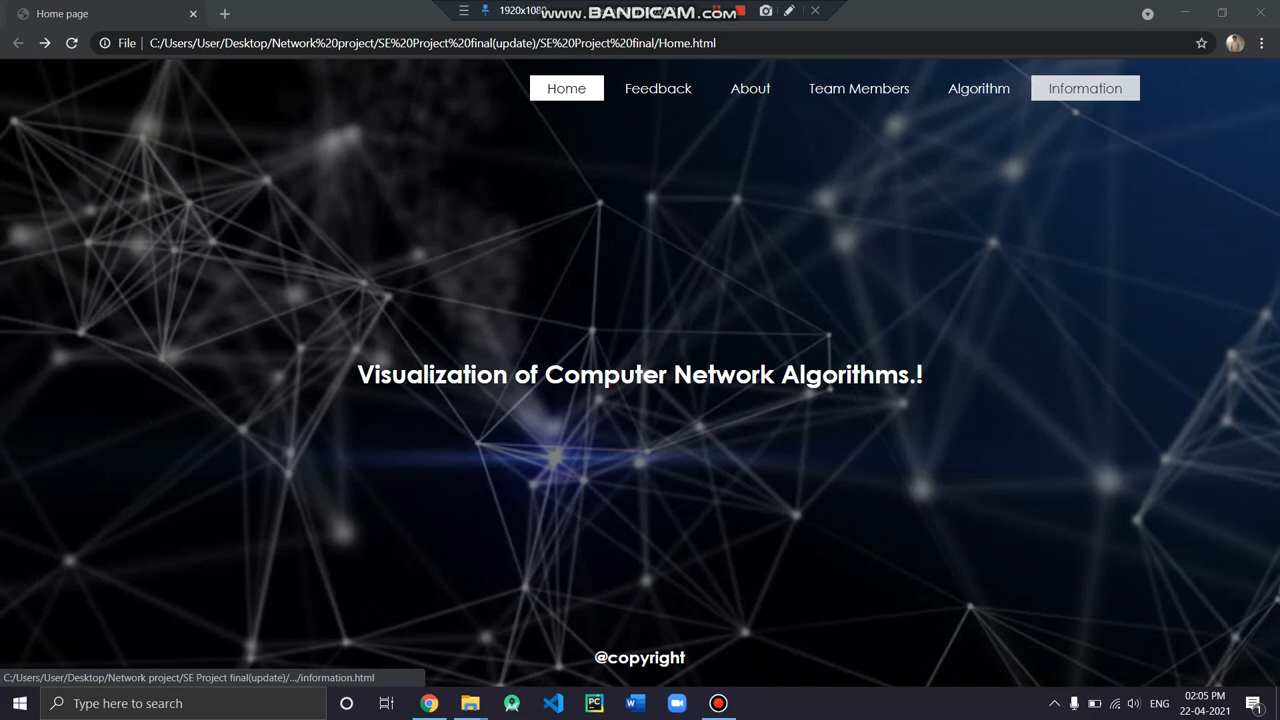 Home page
1920x1080
www.BANDICAM.com
File
C:/Users/User/Desktop/Network%20project/SE%20Project%20final(update)/SE%20Project%20final/Home.html
Home
Feedback
About
Team Members
Algorithm
Information
Visualization of Computer Network Algorithms.!
@copyright
C:/Users/User/Desktop/Network project/SE Project final(update)/.../information.html
Type here to search
PC
W
ENG
02:05 PM
22-04-2021
1